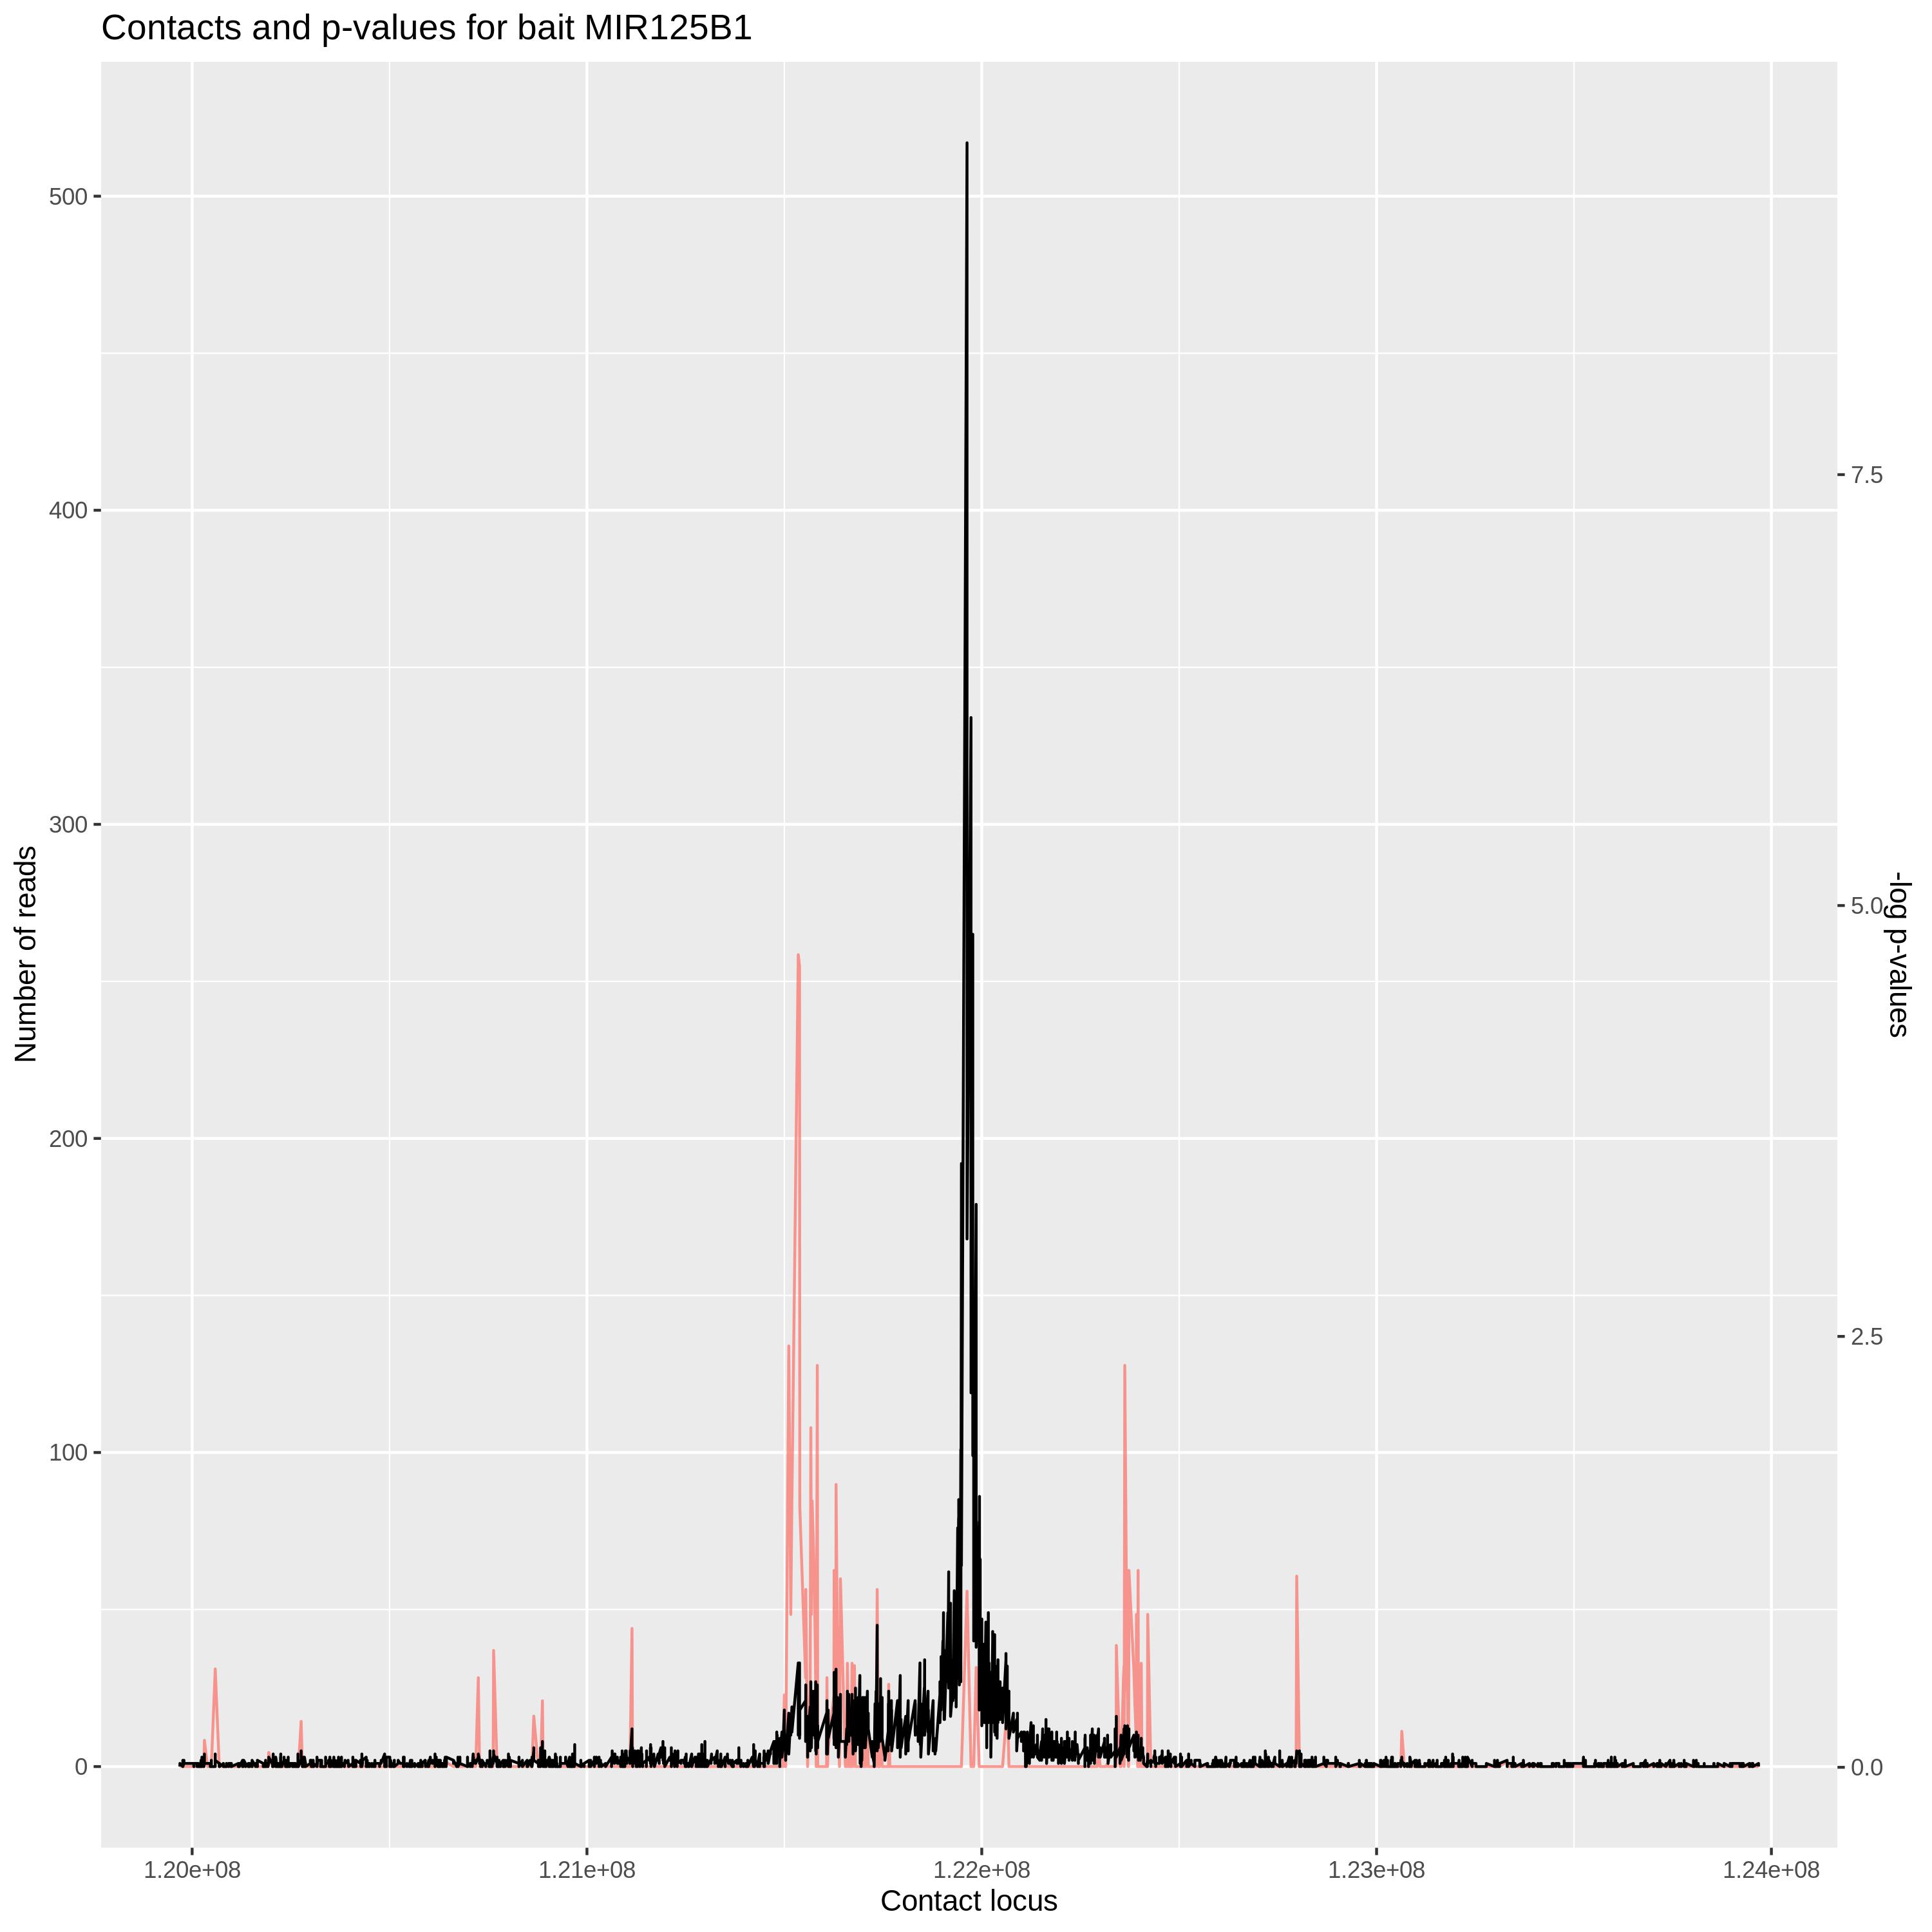 Contacts and p-values for bait MIR125B1
500
400
300
200
100
0
Number of reads
7.5
5.0
2.5
0.0
-log p-values
1.20e+08
1.21e+08
1.22e+08
1.23e+08
1.24e+08
Contact locus